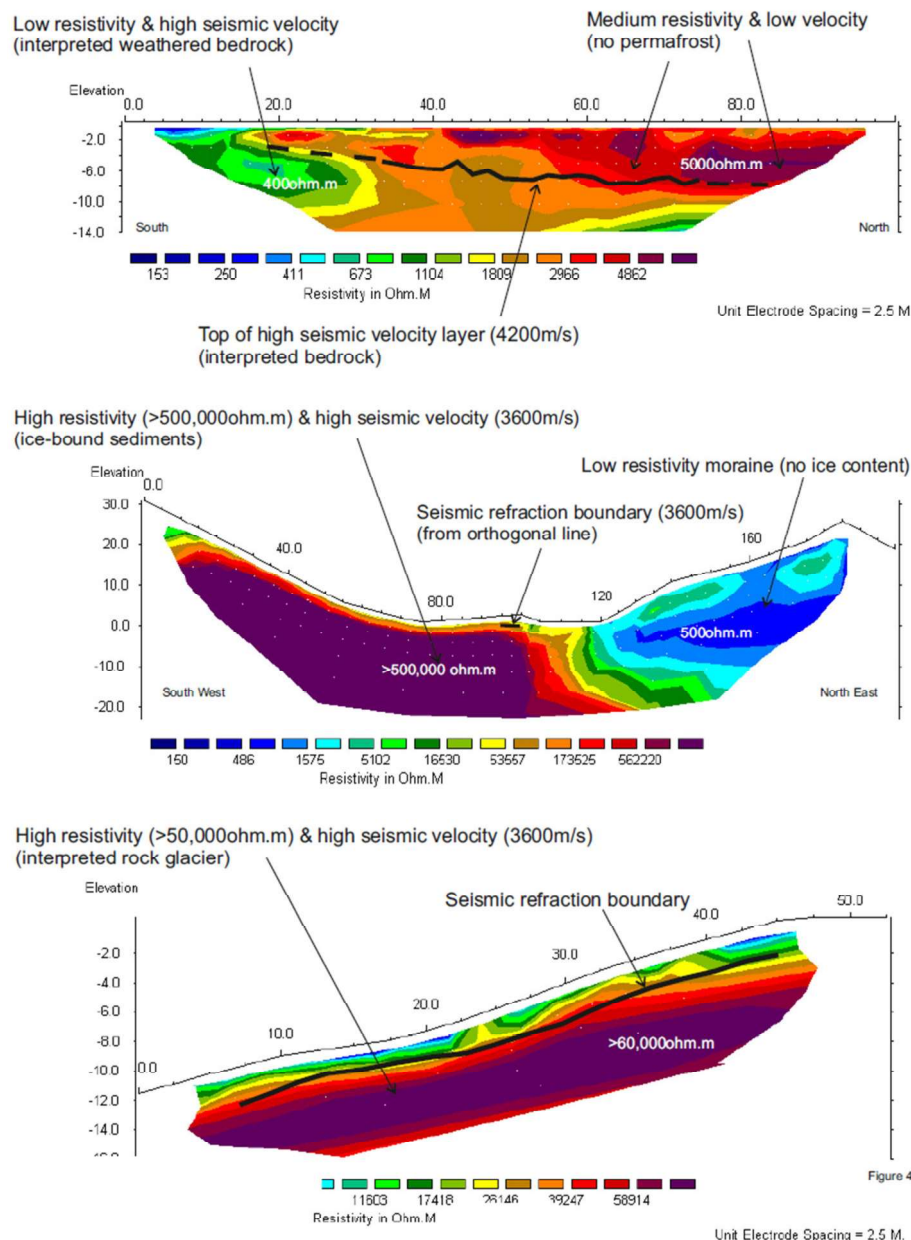 Low resistivity & high seismic velocity
(interpreted weathered bedrock)
Medium resistivity & low velocity
(no permafrost)
Elevation
0.0 20.0 40.0 60.0 80.0
-2.0
-6.0
-10.0
-14.0
400ohm.m
5000ohm.m
South
North
153 250 411 673 1104 1809 2966 4862
Resistivity in Ohm.M
Unit Electrode Spacing = 2.5 M
Top of high seismic velocity layer (4200m/s)
(interpreted bedrock)
High resistivity (>500,000ohm.m) & high seismic velocity (3600m/s)
(ice-bound sediments)
Low resistivity moraine (no ice content)
Seismic refraction boundary (3600m/s)
(from orthogonal line)
Elevation
0.0 40.0 80.0 120 160
30.0
20.0
10.0
0.0
-10.0
-20.0
>500,000 ohm.m
500ohm.m
South West
North East
150 486 1575 5102 16530 53557 173525 562220
Resistivity in Ohm.M
High resistivity (>50,000ohm.m) & high seismic velocity (3600m/s)
(interpreted rock glacier)
Seismic refraction boundary
Elevation
0.0 10.0 20.0 30.0 40.0 50.0
-2.0
-4.0
-6.0
-8.0
-10.0
-12.0
-14.0
>60,000ohm.m
Figure 4
11603 17418 26146 39247 58914
Resistivity in Ohm.M
Unit Electrode Spacing = 2.5 M.